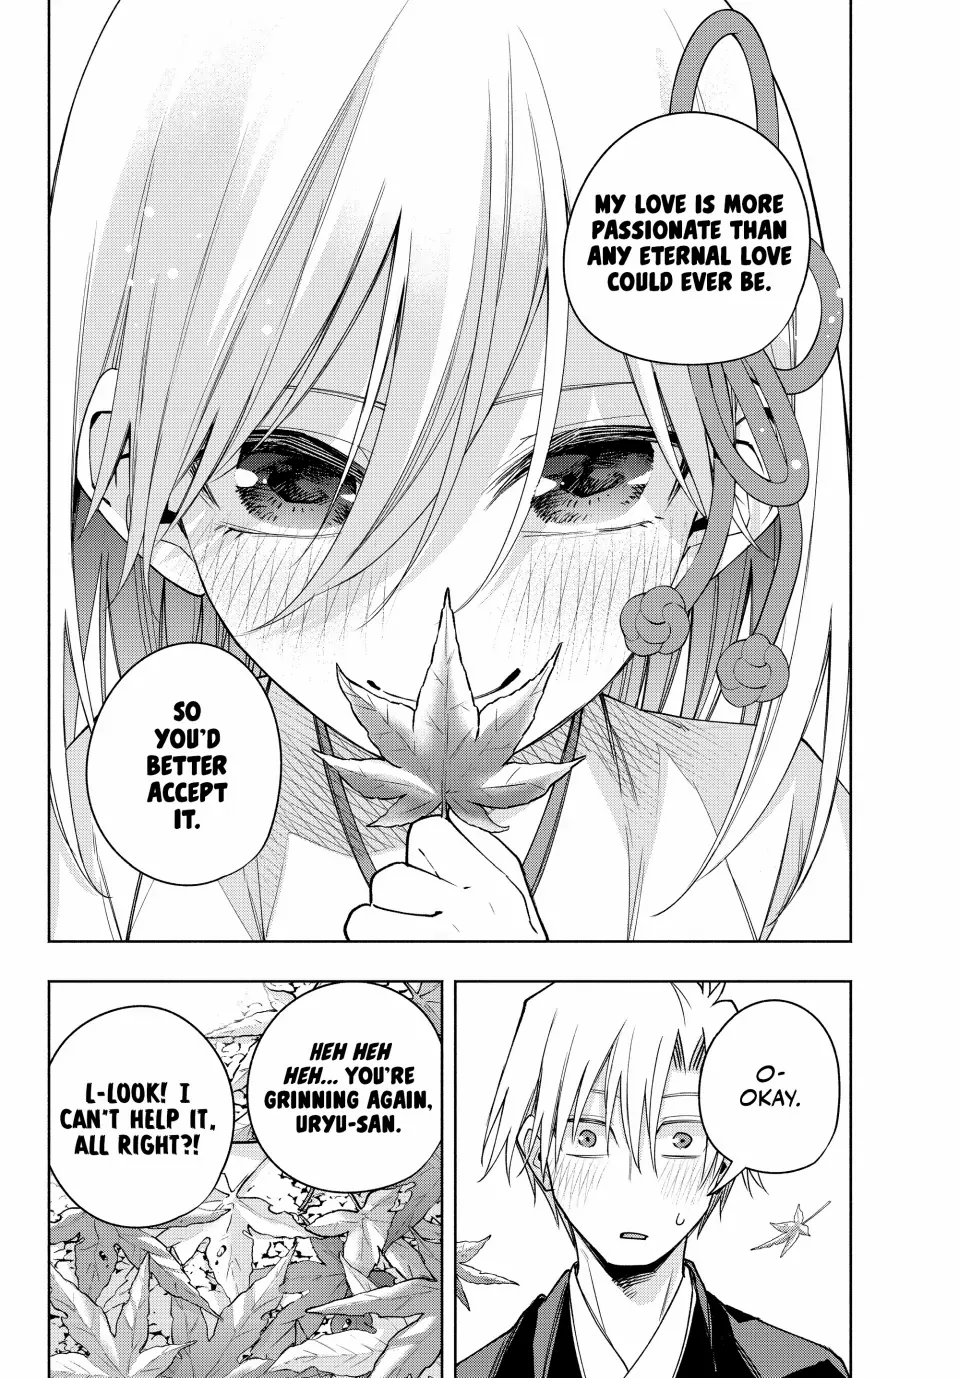 MY LOVE IS MORE
PASSIONATE THAN
ANY ETERNAL LOVE
COULD EVER BE.
SO
YOU'D
BETTER
ACCEPT
IT.
O-
OKAY.
HEH HEH
HEH... YOU'RE
GRINNING AGAIN,
URYU-SAN.
L-LOOK! I
CAN'T HELP IT,
ALL RIGHT?!